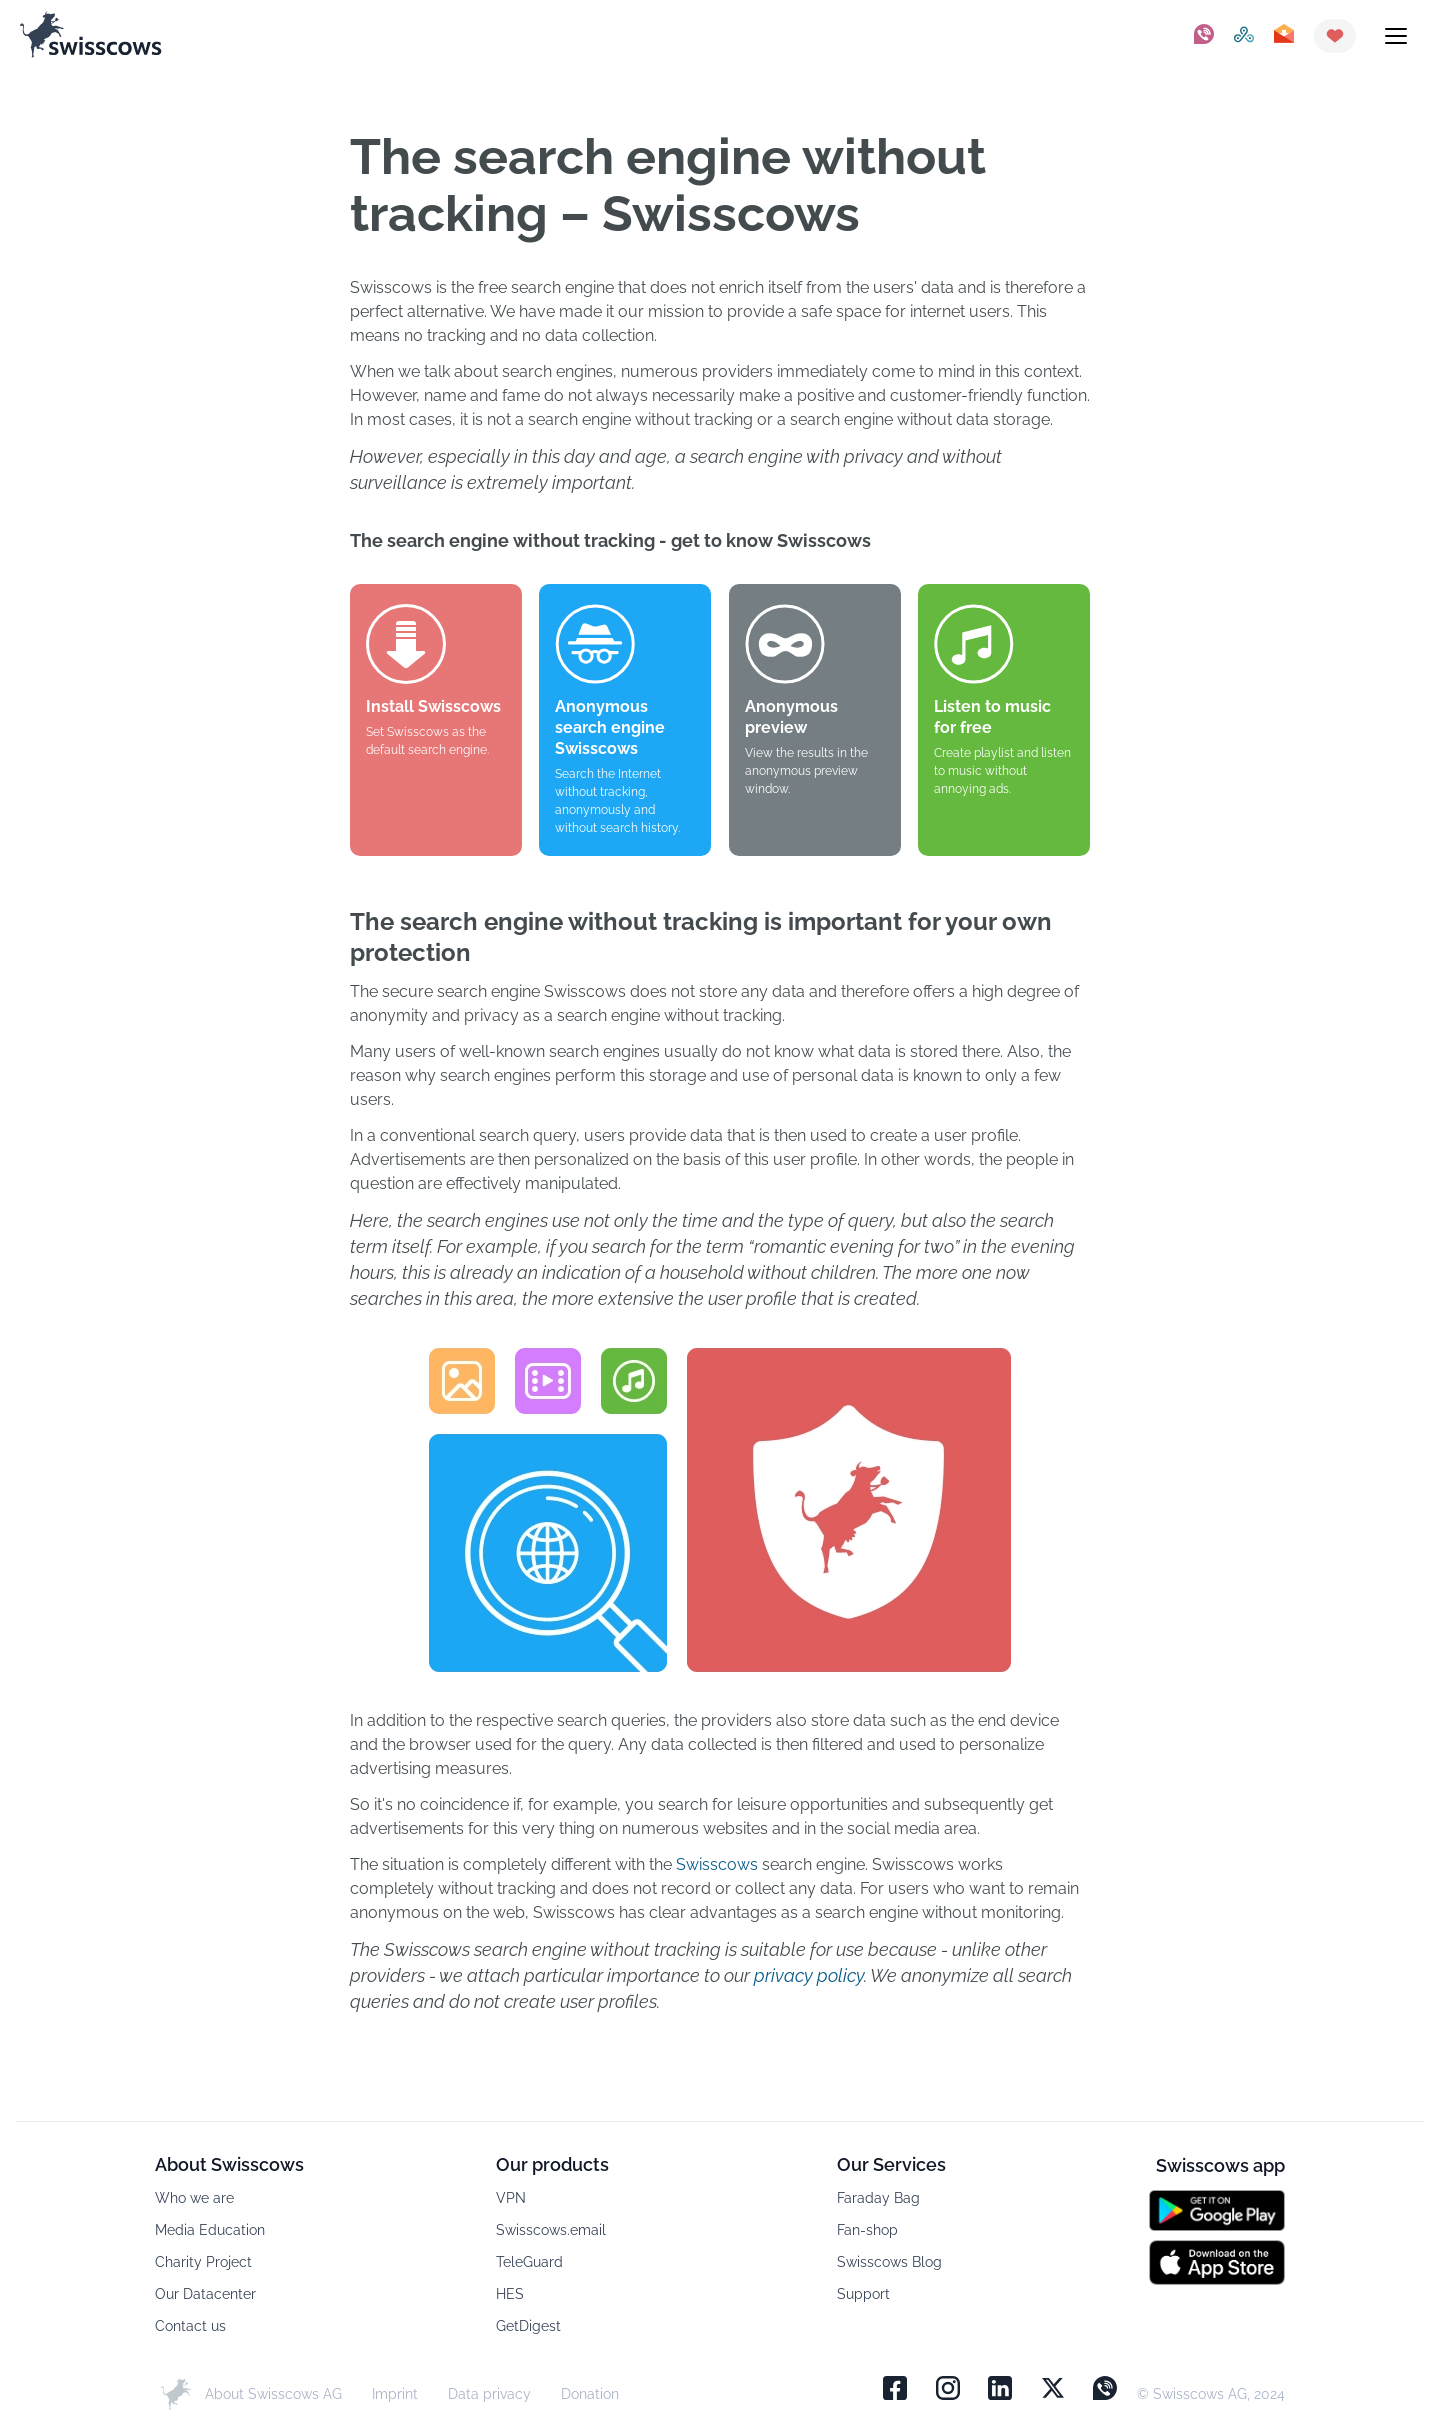 swisscows
The search engine without
tracking – Swisscows
Swisscows is the free search engine that does not enrich itself from the users' data and is therefore a
perfect alternative. We have made it our mission to provide a safe space for internet users. This
means no tracking and no data collection.
When we talk about search engines, numerous providers immediately come to mind in this context.
However, name and fame do not always necessarily make a positive and customer-friendly function.
In most cases, it is not a search engine without tracking or a search engine without data storage.
However, especially in this day and age, a search engine with privacy and without
surveillance is extremely important.
The search engine without tracking - get to know Swisscows
Install Swisscows
Set Swisscows as the
default search engine.
Anonymous
search engine
Swisscows
Search the Internet
without tracking,
anonymously and
without search history.
Anonymous
preview
View the results in the
anonymous preview
window.
Listen to music
for free
Create playlist and listen
to music without
annoying ads.
The search engine without tracking is important for your own
protection
The secure search engine Swisscows does not store any data and therefore offers a high degree of
anonymity and privacy as a search engine without tracking.
Many users of well-known search engines usually do not know what data is stored there. Also, the
reason why search engines perform this storage and use of personal data is known to only a few
users.
In a conventional search query, users provide data that is then used to create a user profile.
Advertisements are then personalized on the basis of this user profile. In other words, the people in
question are effectively manipulated.
Here, the search engines use not only the time and the type of query, but also the search
term itself. For example, if you search for the term “romantic evening for two” in the evening
hours, this is already an indication of a household without children. The more one now
searches in this area, the more extensive the user profile that is created.
In addition to the respective search queries, the providers also store data such as the end device
and the browser used for the query. Any data collected is then filtered and used to personalize
advertising measures.
So it's no coincidence if, for example, you search for leisure opportunities and subsequently get
advertisements for this very thing on numerous websites and in the social media area.
The situation is completely different with the Swisscows search engine. Swisscows works
completely without tracking and does not record or collect any data. For users who want to remain
anonymous on the web, Swisscows has clear advantages as a search engine without monitoring.
The Swisscows search engine without tracking is suitable for use because - unlike other
providers - we attach particular importance to our privacy policy. We anonymize all search
queries and do not create user profiles.
About Swisscows
Who we are
Media Education
Charity Project
Our Datacenter
Contact us
Our products
VPN
Swisscows.email
TeleGuard
HES
GetDigest
Our Services
Faraday Bag
Fan-shop
Swisscows Blog
Support
Swisscows app
GET IT ON
Google Play
Download on the
App Store
About Swisscows AG Imprint Data privacy Donation
© Swisscows AG, 2024